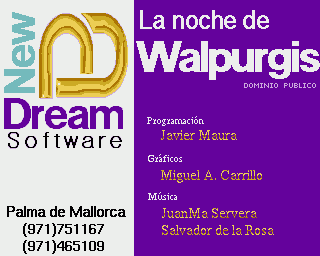 New
Dream
Software
Palma de Mallorca
(971)751167
(971)465109
La noche de
Walpurgis
DOMINIO PUBLICO
Programación
Javier Maura
Gráficos
Miguel A. Carrillo
Música
JuanMa Servera
Salvador de la Rosa